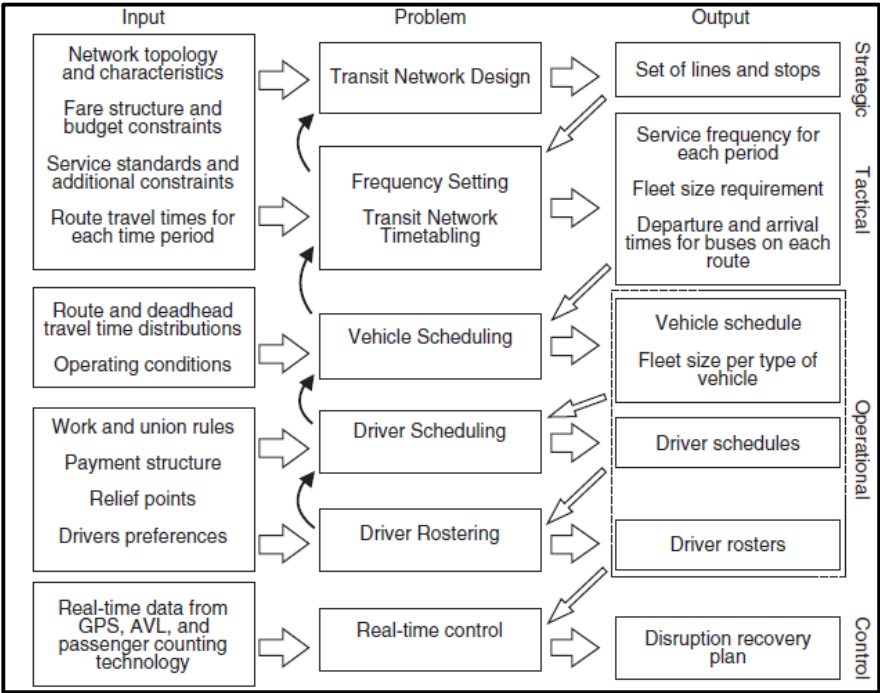 Input
Problem
Output
Network topology
and characteristics
Fare structure and
budget constraints
Service standards and
additional constraints
Route travel times for
each time period
Transit Network Design
Set of lines and stops
Strategic
Frequency Setting
Transit Network
Timetabling
Service frequency for
each period
Fleet size requirement
Departure and arrival
times for buses on each
route
Tactical
Route and deadhead
travel time distributions
Operating conditions
Vehicle Scheduling
Vehicle schedule
Fleet size per type of
vehicle
Work and union rules
Payment structure
Relief points
Drivers preferences
Driver Scheduling
Driver schedules
Operational
Driver Rostering
Driver rosters
Real-time data from
GPS, AVL, and
passenger counting
technology
Real-time control
Disruption recovery
plan
Control